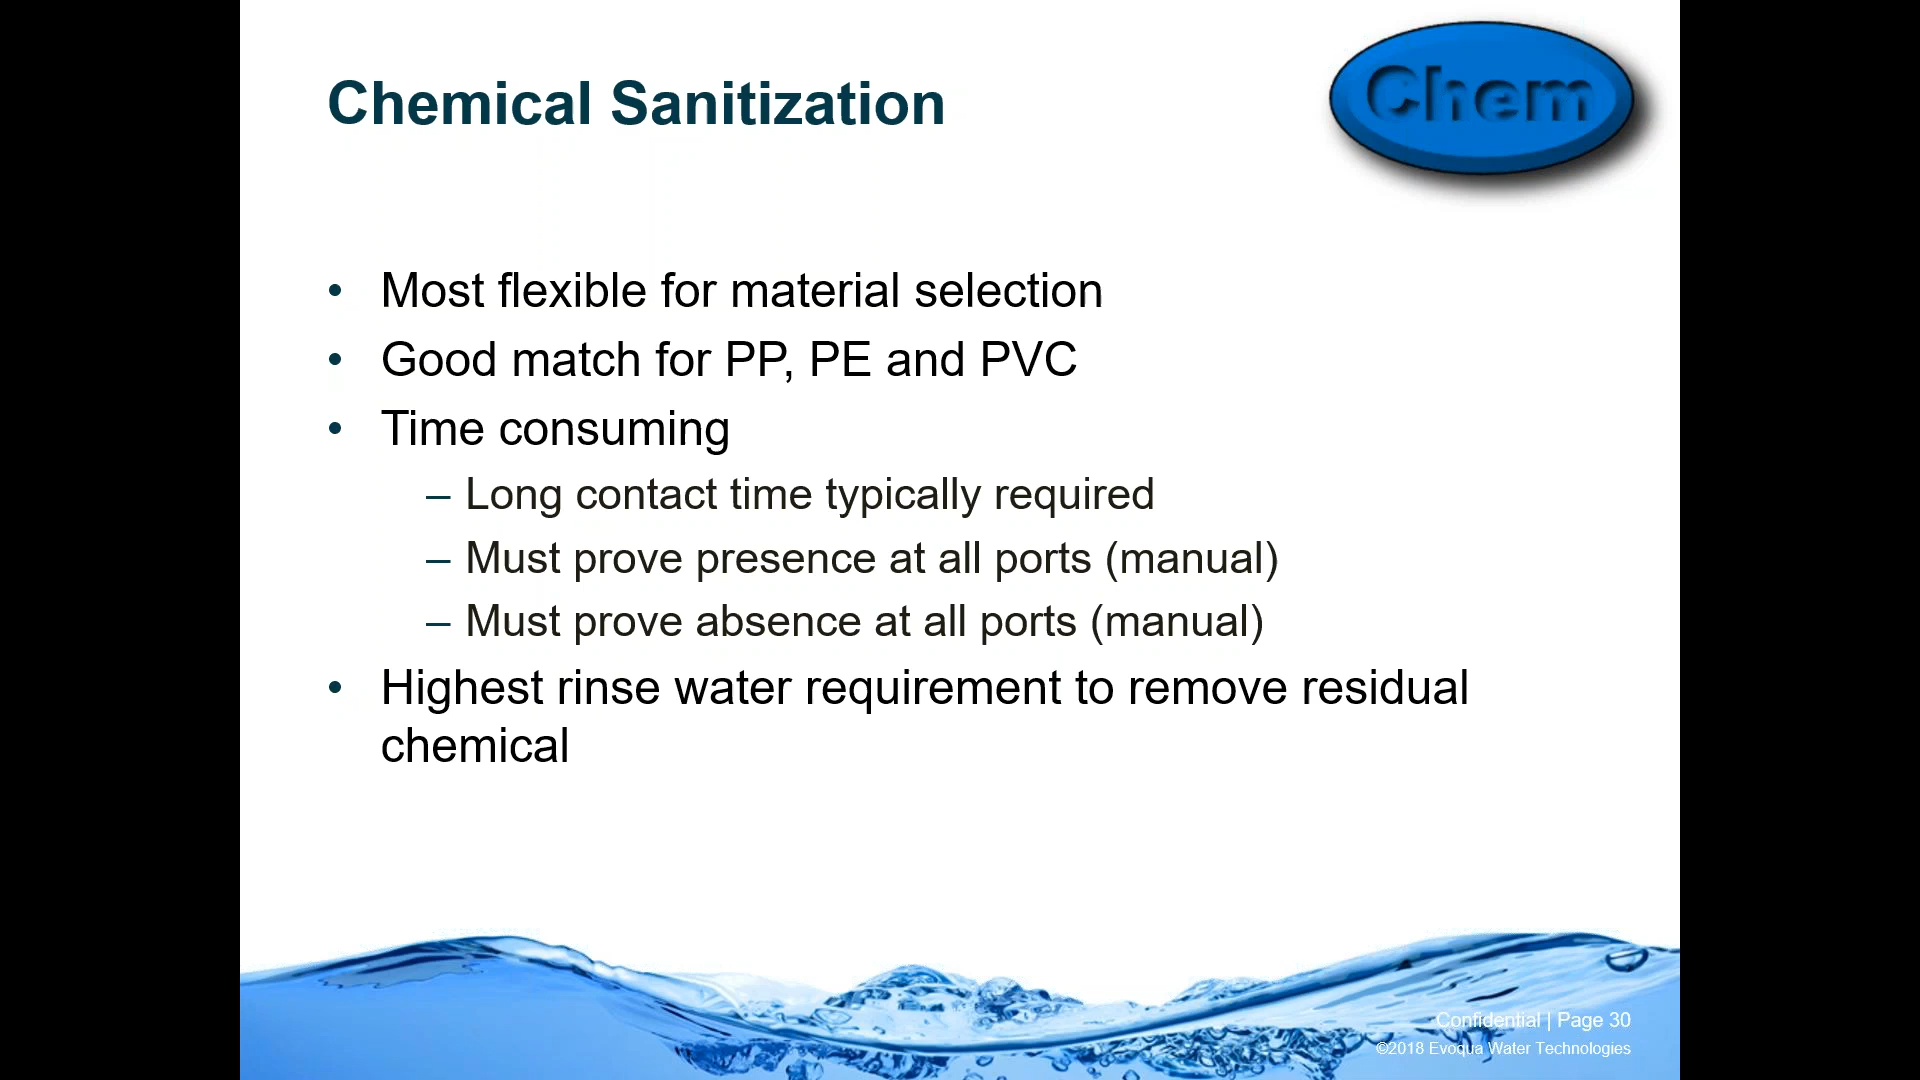 Chemical Sanitization
Chem
• Most flexible for material selection
• Good match for PP, PE and PVC
• Time consuming
– Long contact time typically required
– Must prove presence at all ports (manual)
– Must prove absence at all ports (manual)
• Highest rinse water requirement to remove residual
chemical
Confidential | Page 30
©2018 Evoqua Water Technologies